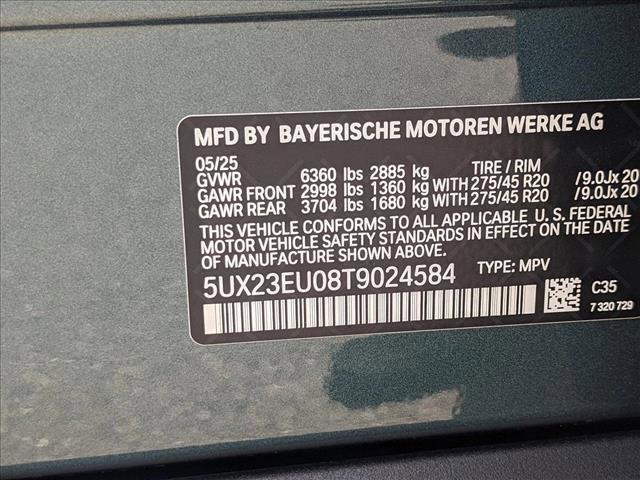 MFD BY BAYERISCHE MOTOREN WERKE AG
05/25 TIRE / RIM
GVWR 6360 lbs 2885 kg
GAWR FRONT 2998 lbs 1360 kg WITH 275/45 R20 /9.0Jx20
GAWR REAR 3704 lbs 1680 kg WITH 275/45 R20 /9.0Jx20
THIS VEHICLE CONFORMS TO ALL APPLICABLE U. S. FEDERAL
MOTOR VEHICLE SAFETY STANDARDS IN EFFECT ON THE DATE
OF MANUFACTURE SHOWN ABOVE.
5UX23EU08T9024584 TYPE: MPV
C35
7 320 729